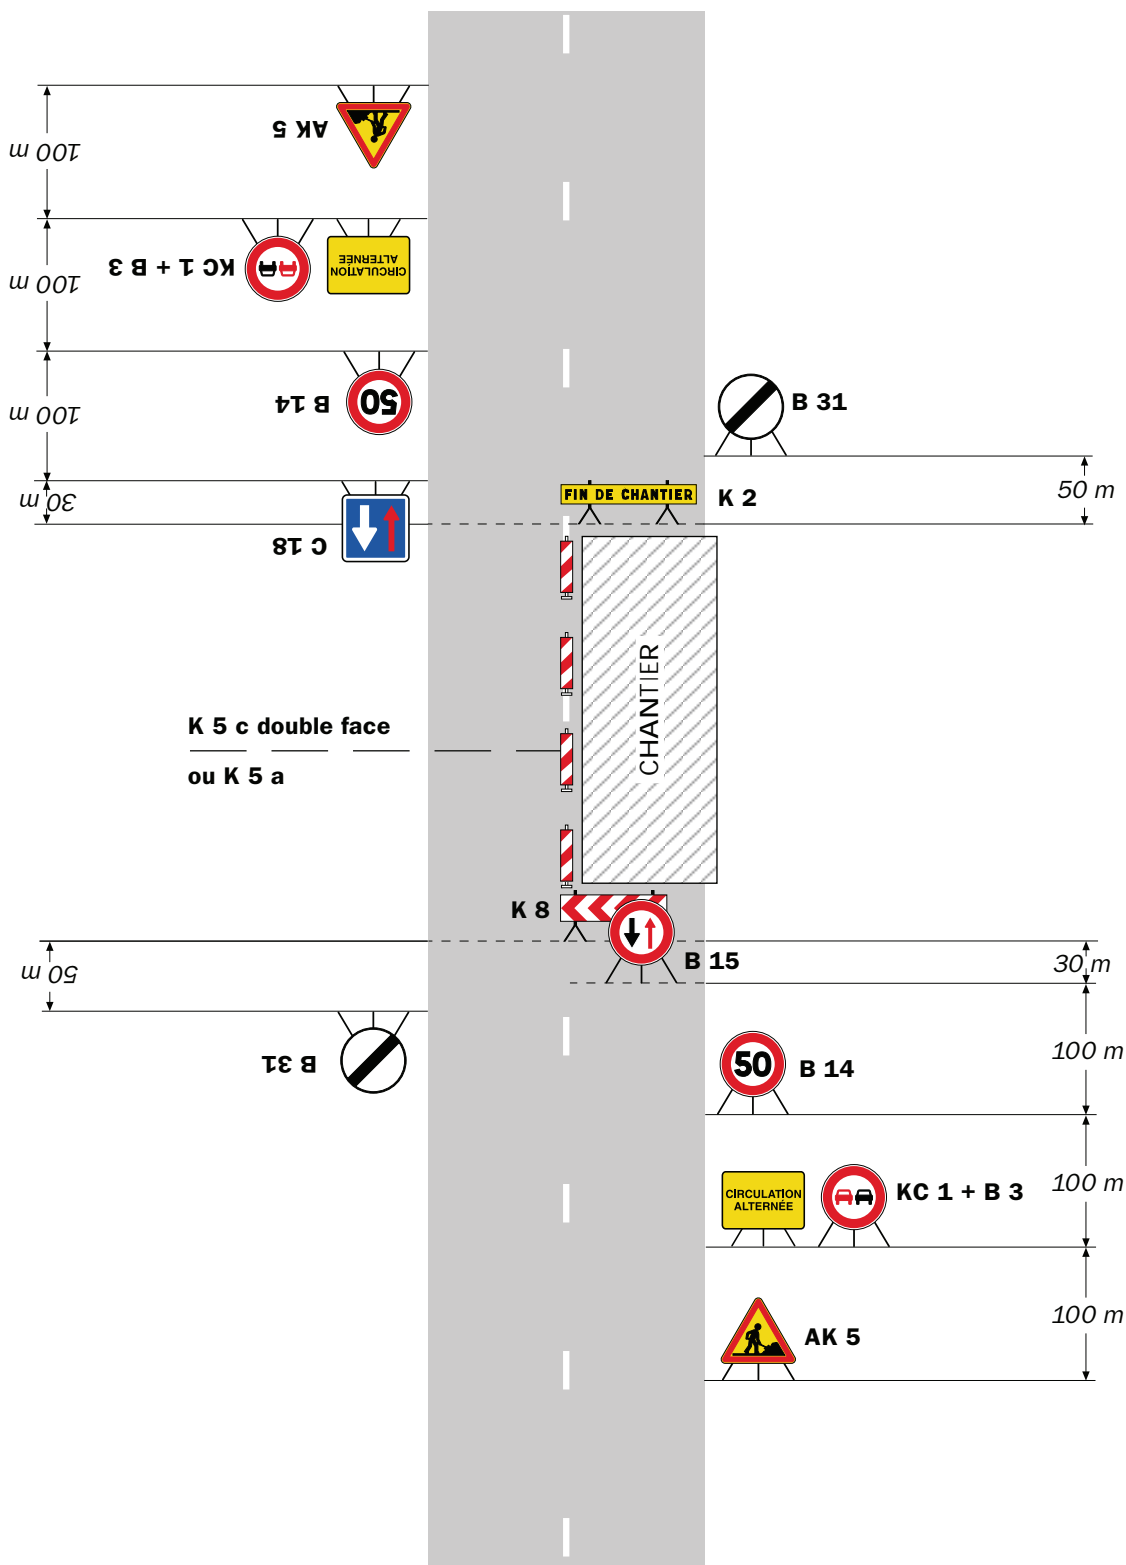 AK 5
100 m
CIRCULATION
ALTERNÉE
KC 1 + B 3
100 m
50
B 14
100 m
B 31
50 m
30 m
FIN DE CHANTIER
K 2
C 18
CHANTIER
K 5 c double face
ou K 5 a
K 8
B 15
30 m
50 m
B 31
50
B 14
100 m
CIRCULATION
ALTERNÉE
KC 1 + B 3
100 m
AK 5
100 m